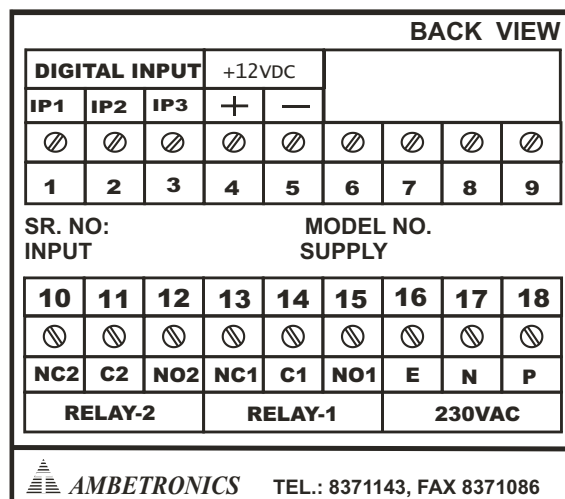 BACK VIEW
DIGITAL INPUT +12VDC
IP1 IP2 IP3 + —
1 2 3 4 5 6 7 8 9
SR. NO: MODEL NO.
INPUT SUPPLY
10 11 12 13 14 15 16 17 18
NC2 C2 NO2 NC1 C1 NO1 E N P
RELAY-2 RELAY-1 230VAC
AMBETRONICS TEL.: 8371143, FAX 8371086